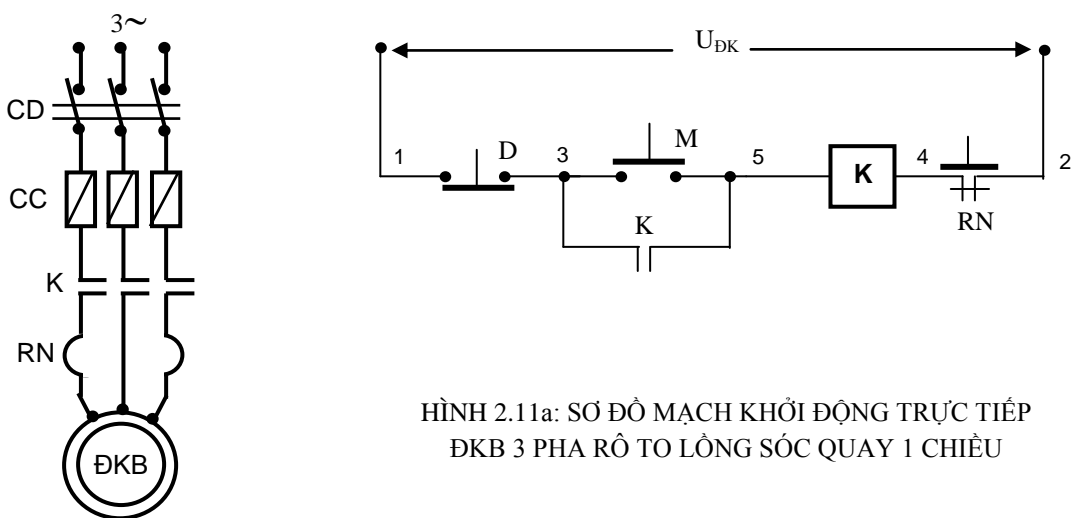 3~
CD
CC
K
RN
ĐKB
UĐK
1
D
3
M
5
K
4
2
K
RN
HÌNH 2.11a: SƠ ĐỒ MẠCH KHỞI ĐỘNG TRỰC TIẾP
ĐKB 3 PHA RÔ TO LỒNG SÓC QUAY 1 CHIỀU